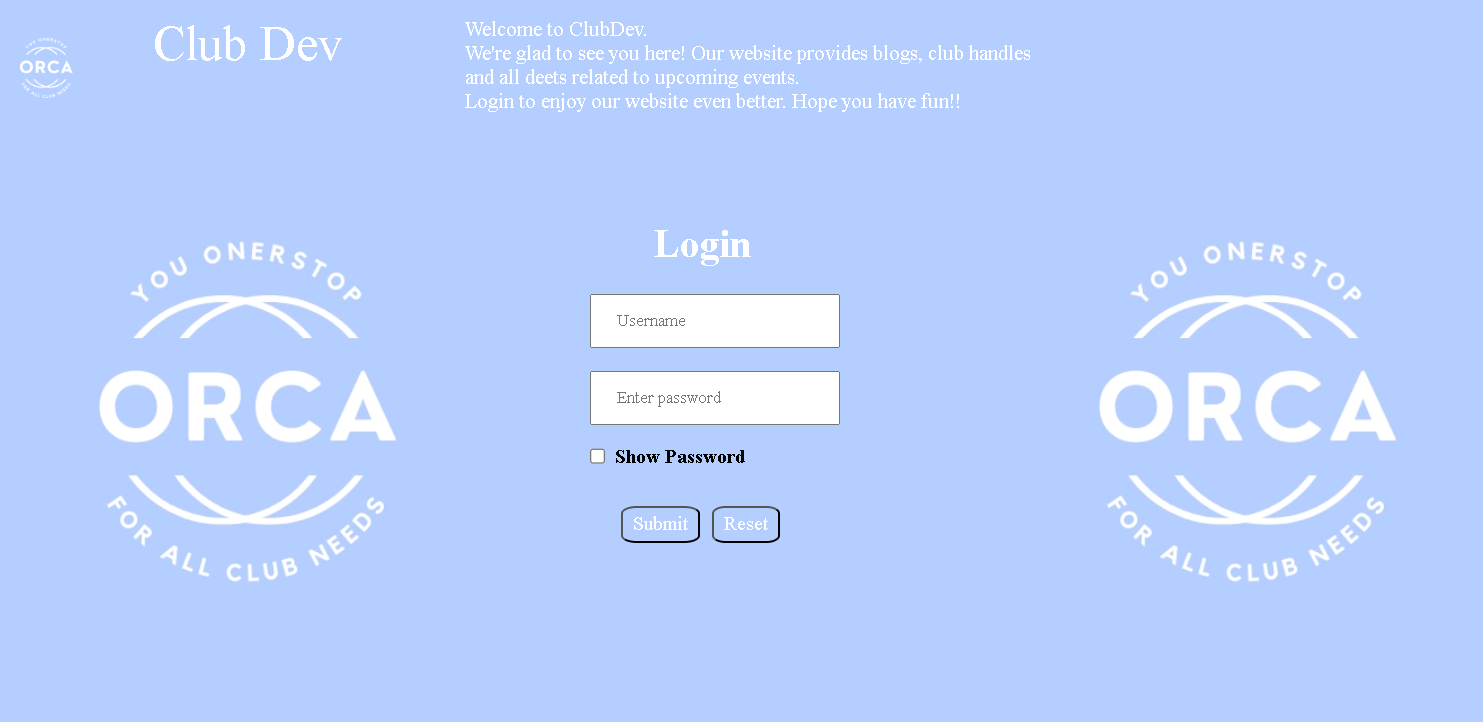 YOU ONERSTOP
ORCA
FOR ALL CLUB NEEDS
Club Dev
Welcome to ClubDev.
We're glad to see you here! Our website provides blogs, club handles
and all deets related to upcoming events.
Login to enjoy our website even better. Hope you have fun!!
YOU ONERSTOP
ORCA
FOR ALL CLUB NEEDS
Login
Username
Enter password
Show Password
Submit Reset
YOU ONERSTOP
ORCA
FOR ALL CLUB NEEDS